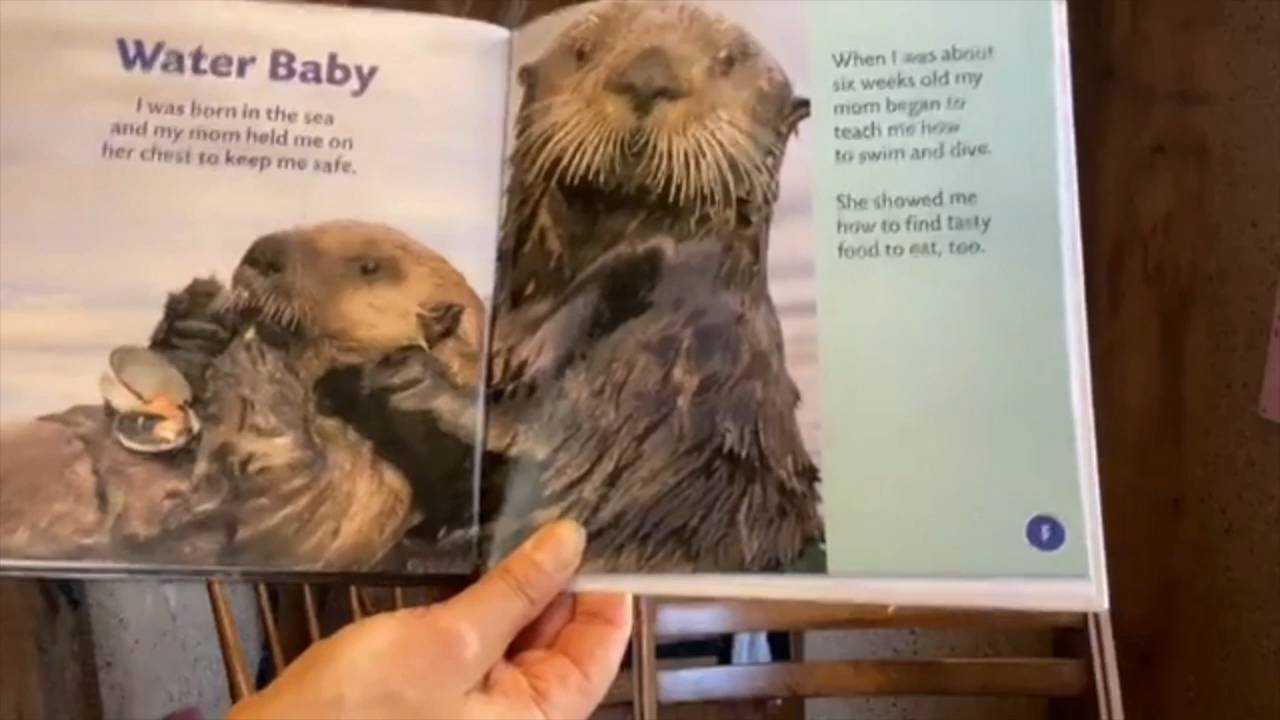 Water Baby
I was born in the sea
and my mom held me on
her chest to keep me safe.
When I was about
six weeks old my
mom began to
teach me how
to swim and dive.
She showed me
how to find tasty
food to eat, too.
5